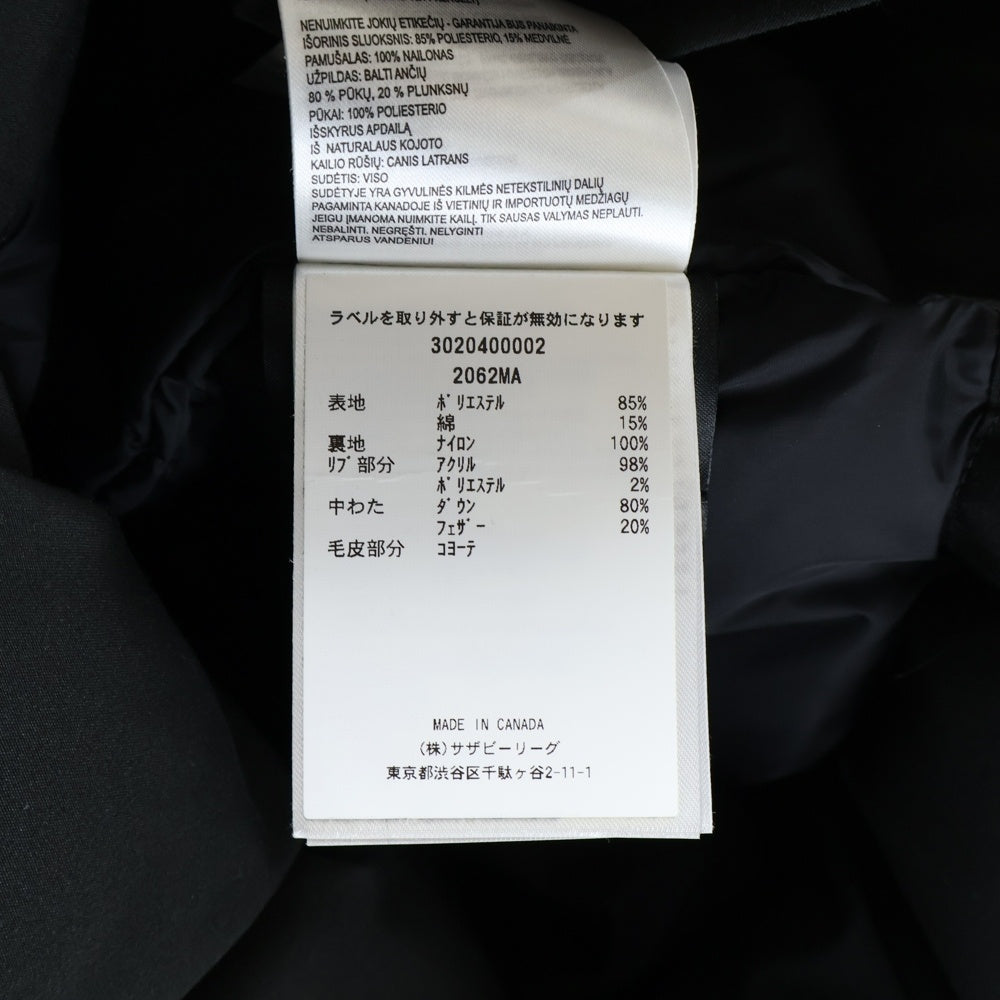 NENUIMKITE JOKIŲ ETIKEČIŲ - GARANTIJA BUS PANAIKINTA
IŠORINIS SLUOKSNIS: 85% POLIESTERIO, 15% MEDVILNĖ
PAMUŠALAS: 100% NAILONAS
UŽPILDAS: BALTI ANČIŲ
80 % PŪKŲ, 20 % PLUNKSNŲ
PŪKAI: 100% POLIESTERIO
IŠSKYRUS APDAILĄ
IŠ NATURALAUS KOJOTO
KAILIO RŪŠIŲ: CANIS LATRANS
SUDĖTIS: VISO
SUDĖTYJE YRA GYVULINĖS KILMĖS NETEKSTILINIŲ DALIŲ
PAGAMINTA KANADOJE IŠ VIETINIŲ IR IMPORTUOTŲ MEDŽIAGŲ
JEIGU ĮMANOMA NUIMKITE KAILĮ. TIK SAUSAS VALYMAS NEPLAUTI.
NEBALINTI. NEGRĘŠTI. NELYGINTI
ATSPARUS VANDENIUI
ラベルを取り外すと保証が無効になります
3020400002
2062MA
表地 ポリエステル 85%
綿 15%
裏地 ナイロン 100%
リブ部分 アクリル 98%
ポリエステル 2%
中わた ダウン 80%
フェザー 20%
毛皮部分 コヨーテ
MADE IN CANADA
(株)サザビーリーグ
東京都渋谷区千駄ヶ谷2-11-1